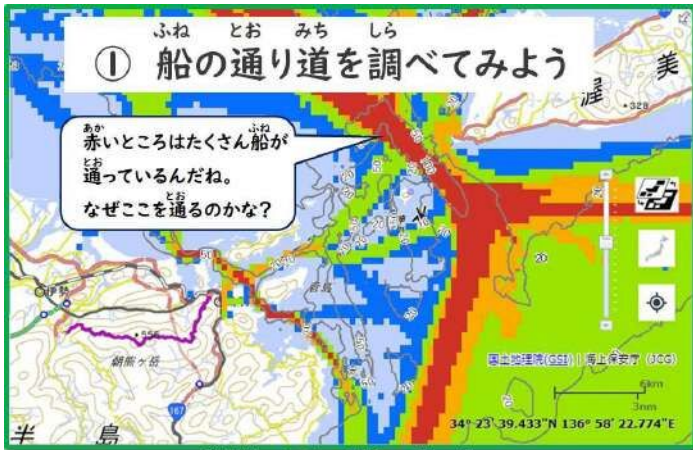 ふね とお みち しら
① 船の通り道を調べてみよう
あか ふね
赤いところはたくさん船が
とお
通っているんだね。
とお
なぜここを通るのかな?
渥 美
328
20
50
伊勢
555
朝熊ヶ岳
167
半 島
国土地理院(GSI) | 海上保安庁 (JCG)
6km
3nm
34° 23' 39.433"N 136° 58' 22.774"E